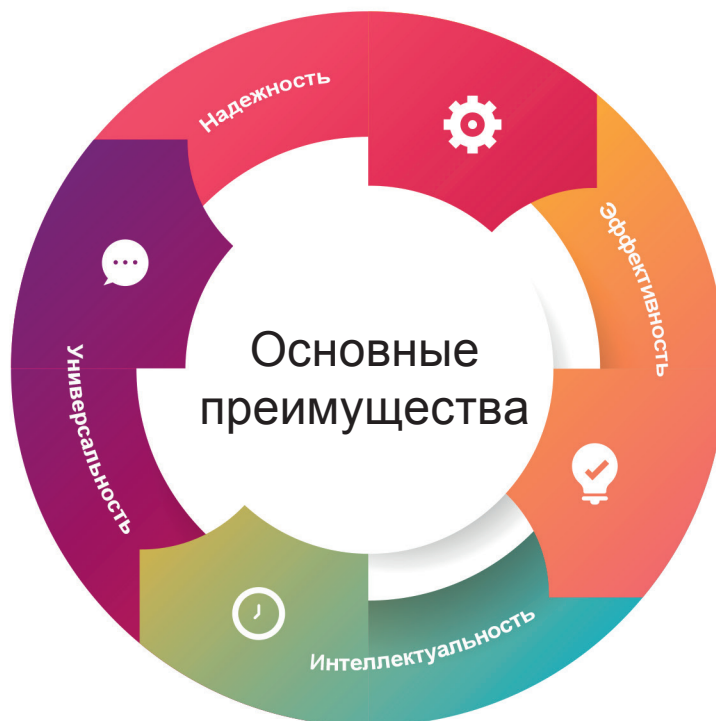 Надежность
Эффективность
Основные
преимущества
Универсальность
Интеллектуальность